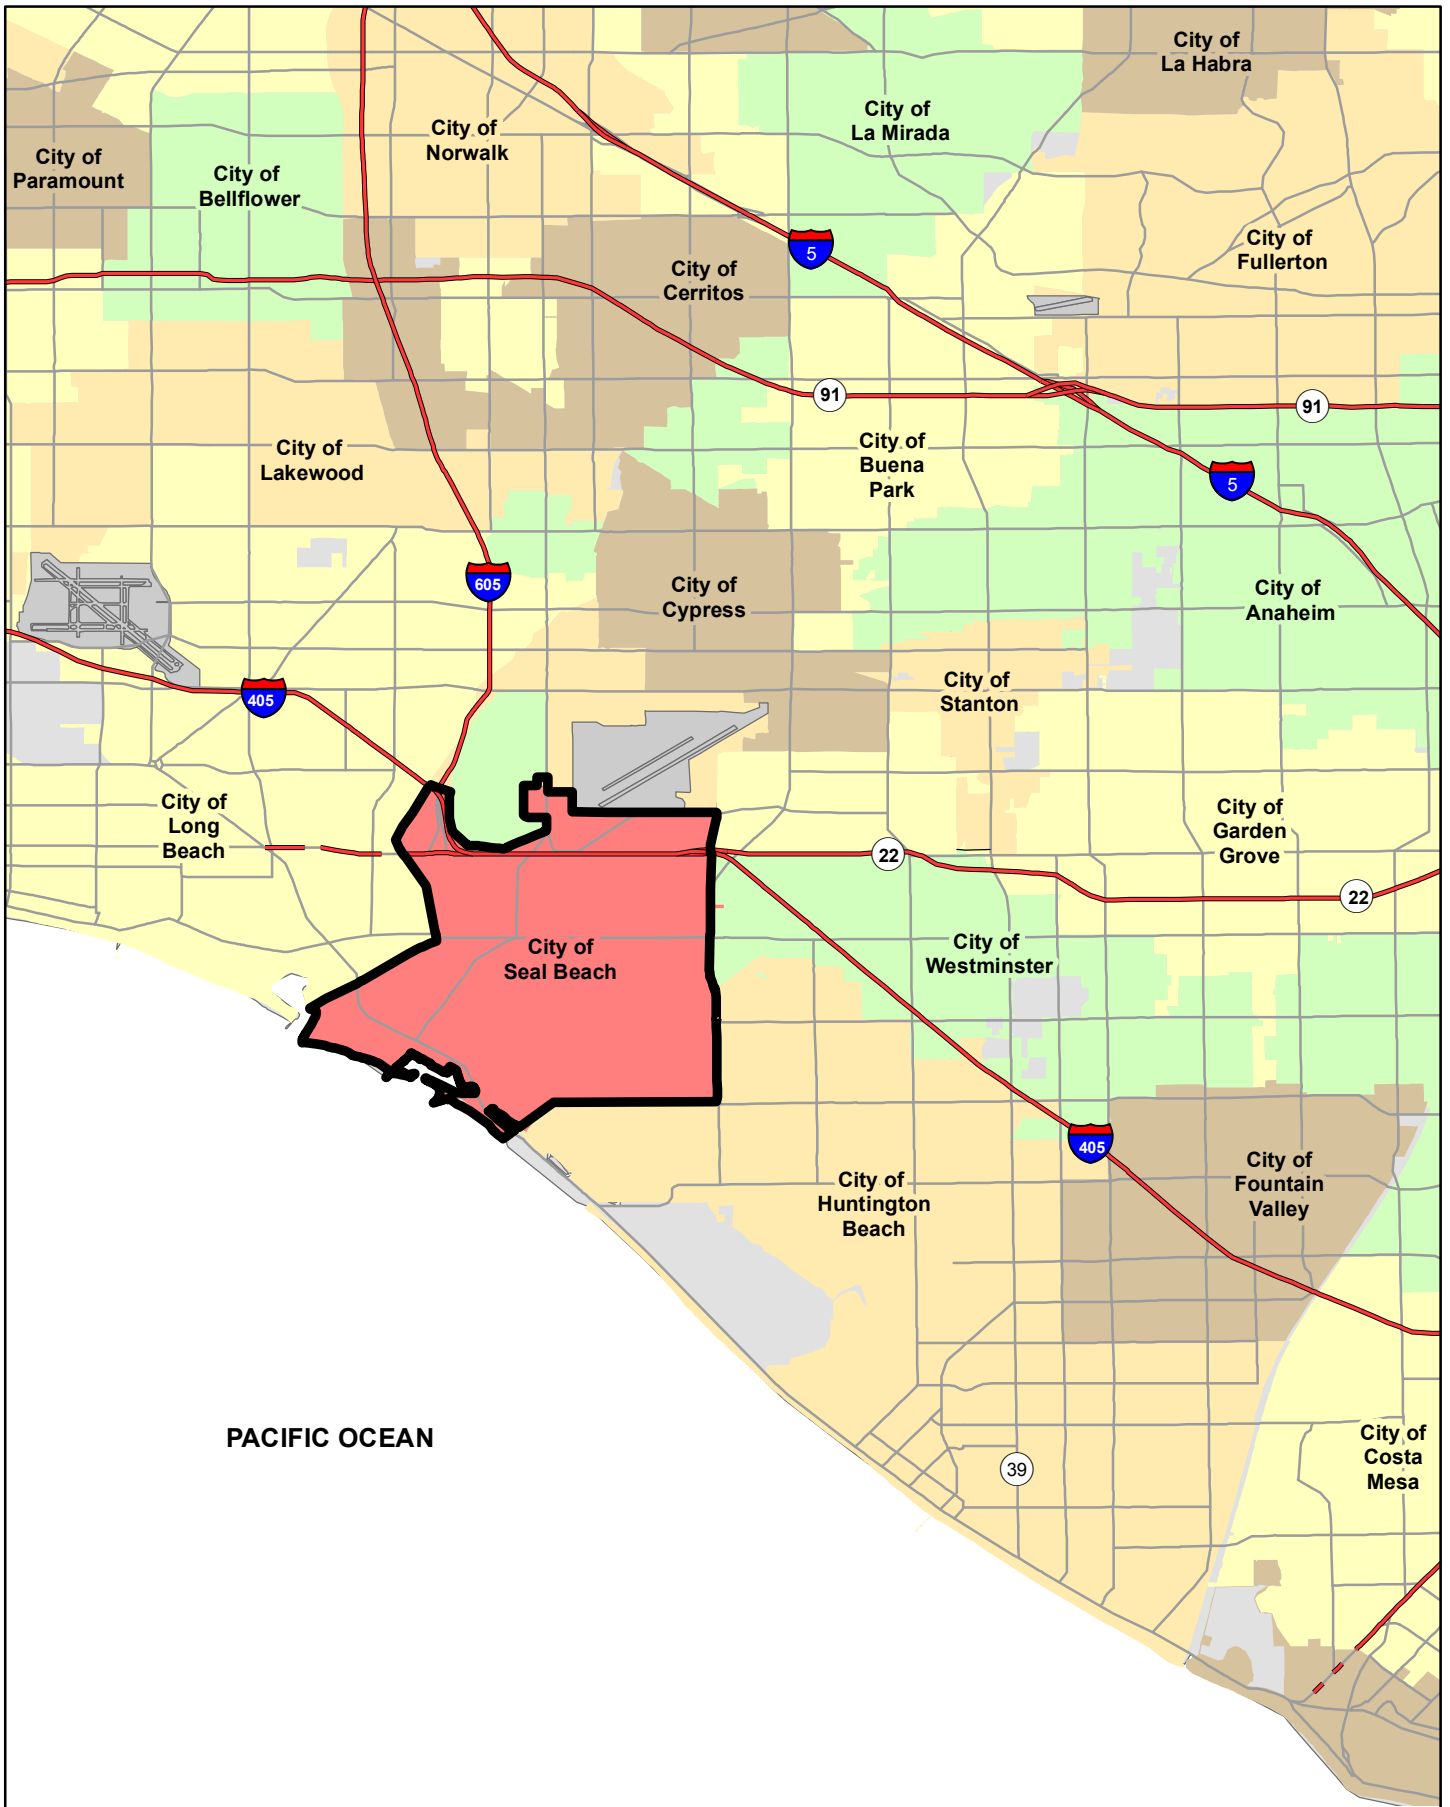 City of
La Habra
City of
La Mirada
City of
Norwalk
City of
Paramount
City of
Bellflower
5
City of
Fullerton
City of
Cerritos
91
91
City of
Lakewood
City of
Buena
Park
5
605
City of
Cypress
City of
Anaheim
405
City of
Stanton
City of
Long
Beach
City of
Garden
Grove
22
22
City of
Seal Beach
City of
Westminster
405
City of
Huntington
Beach
City of
Fountain
Valley
PACIFIC OCEAN
39
City of
Costa
Mesa